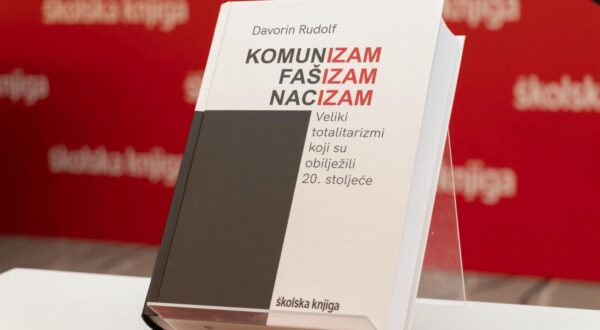 školska knjiga
Davorin Rudolf
KOMUNIZAM
FAŠIZAM
NACIZAM
Veliki
totalitarizmi
koji su
obilježili
20. stoljeće
školska knjiga
školska knjiga
školska knjiga
školska knjiga